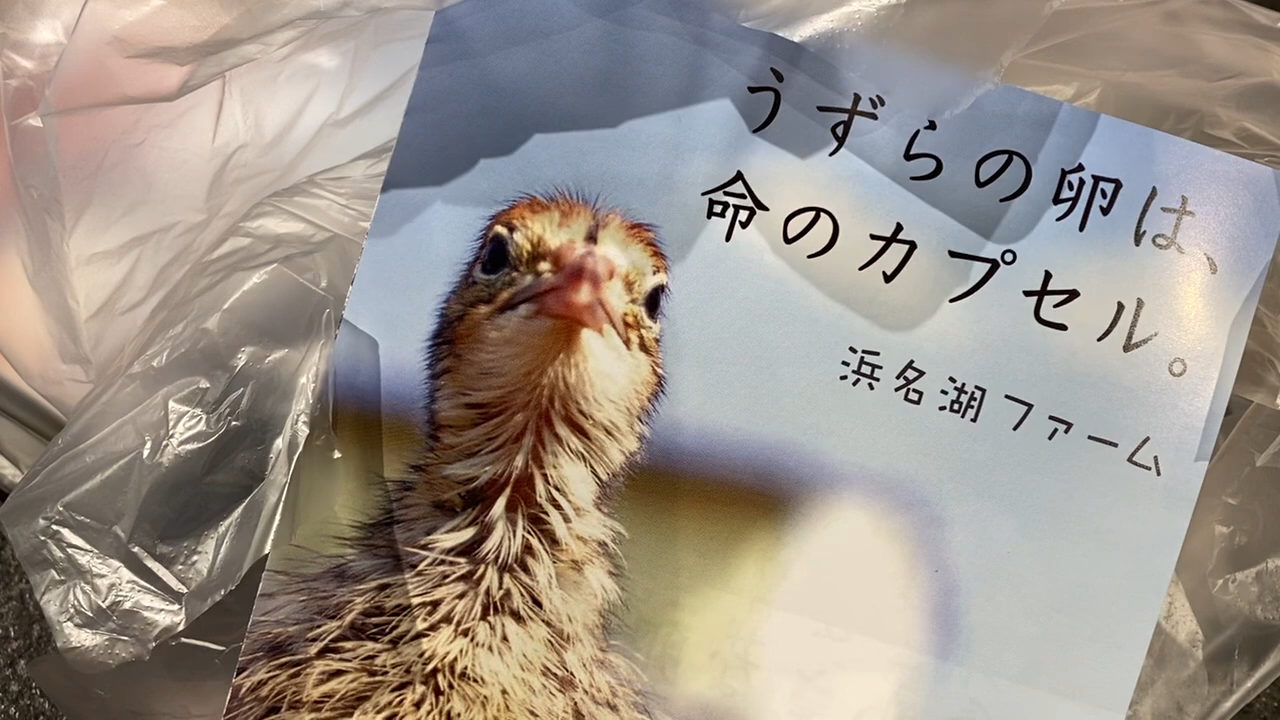 うずらの卵は、
命のカプセル。
浜名湖ファーム